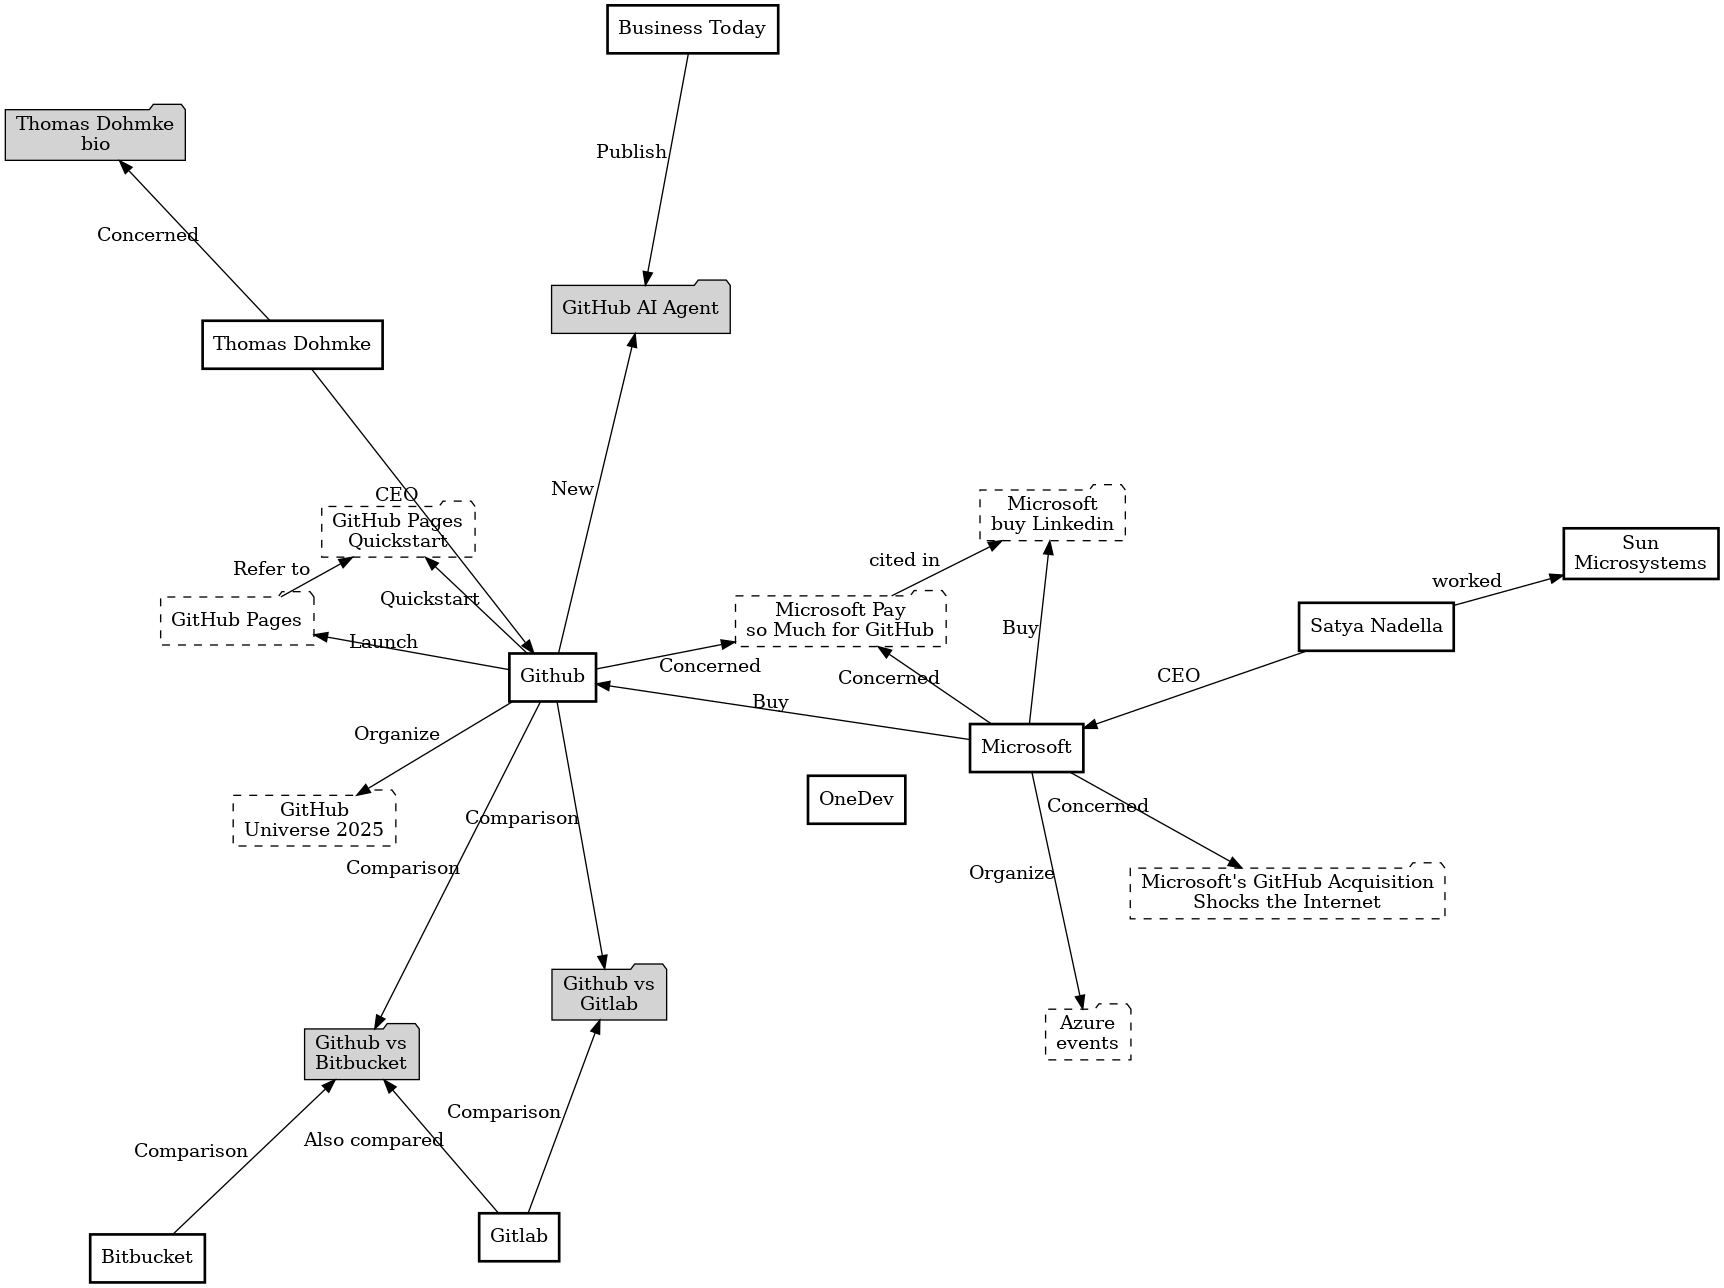 Business Today
Publish
Thomas Dohmke
bio
Concerned
GitHub AI Agent
Thomas Dohmke
CEO
New
GitHub Pages
Quickstart
Microsoft
buy Linkedin
Refer to
cited in
Sun
Microsystems
worked
GitHub Pages
Quickstart
Microsoft Pay
so Much for GitHub
Buy
Satya Nadella
Launch
Github
Concerned
Concerned
CEO
Buy
Organize
Microsoft
GitHub
Universe 2025
Comparison
OneDev
Concerned
Comparison
Organize
Microsoft's GitHub Acquisition
Shocks the Internet
Github vs
Gitlab
Azure
events
Github vs
Bitbucket
Comparison
Also compared
Comparison
Gitlab
Bitbucket